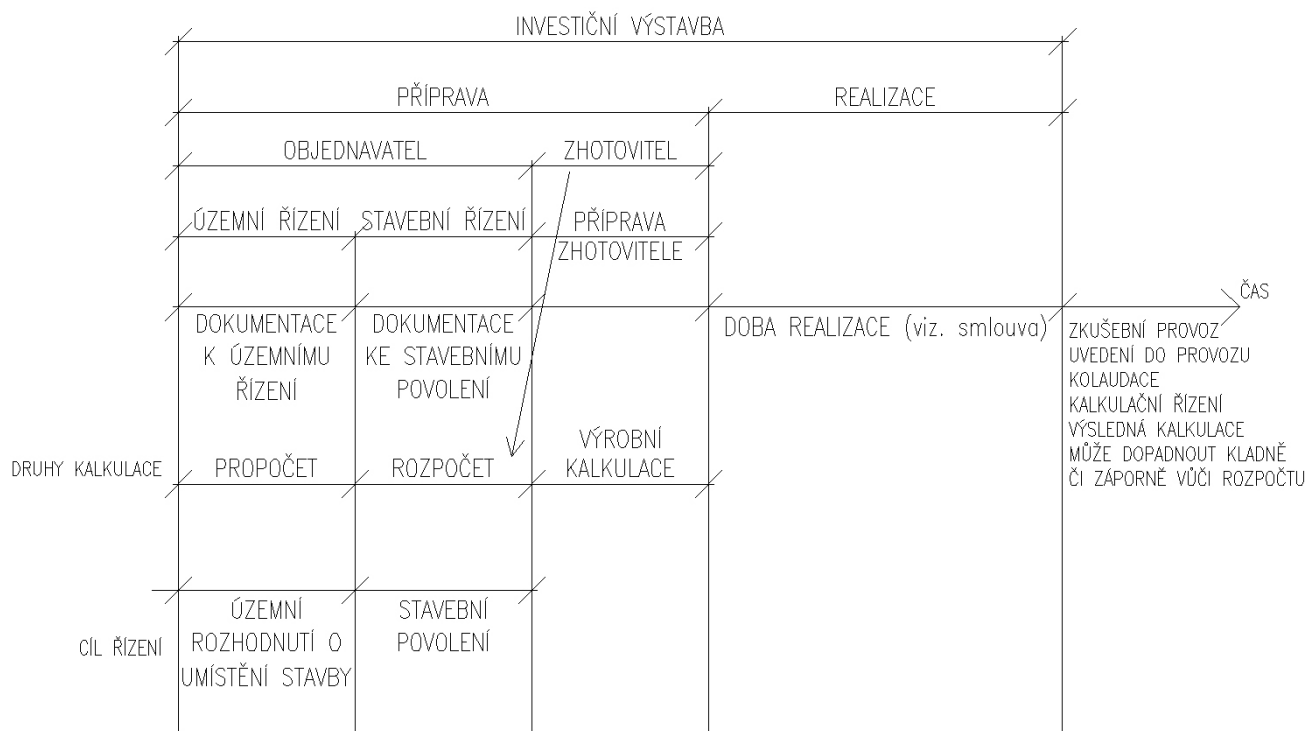 INVESTIČNÍ VÝSTAVBA
PŘÍPRAVA
REALIZACE
OBJEDNAVATEL
ZHOTOVITEL
ÚZEMNÍ ŘÍZENÍ
STAVEBNÍ ŘÍZENÍ
PŘÍPRAVA
ZHOTOVITELE
ČAS
DOKUMENTACE
K ÚZEMNÍMU
ŘÍZENÍ
DOKUMENTACE
KE STAVEBNÍMU
POVOLENÍ
DOBA REALIZACE (viz. smlouva)
ZKUŠEBNÍ PROVOZ
UVEDENÍ DO PROVOZU
KOLAUDACE
KALKULAČNÍ ŘÍZENÍ
VÝSLEDNÁ KALKULACE
MŮŽE DOPADNOUT KLADNĚ
ČI ZÁPORNĚ VŮČI ROZPOČTU
DRUHY KALKULACE
PROPOČET
ROZPOČET
VÝROBNÍ
KALKULACE
CÍL ŘÍZENÍ
ÚZEMNÍ
ROZHODNUTÍ O
UMÍSTĚNÍ STAVBY
STAVEBNÍ
POVOLENÍ